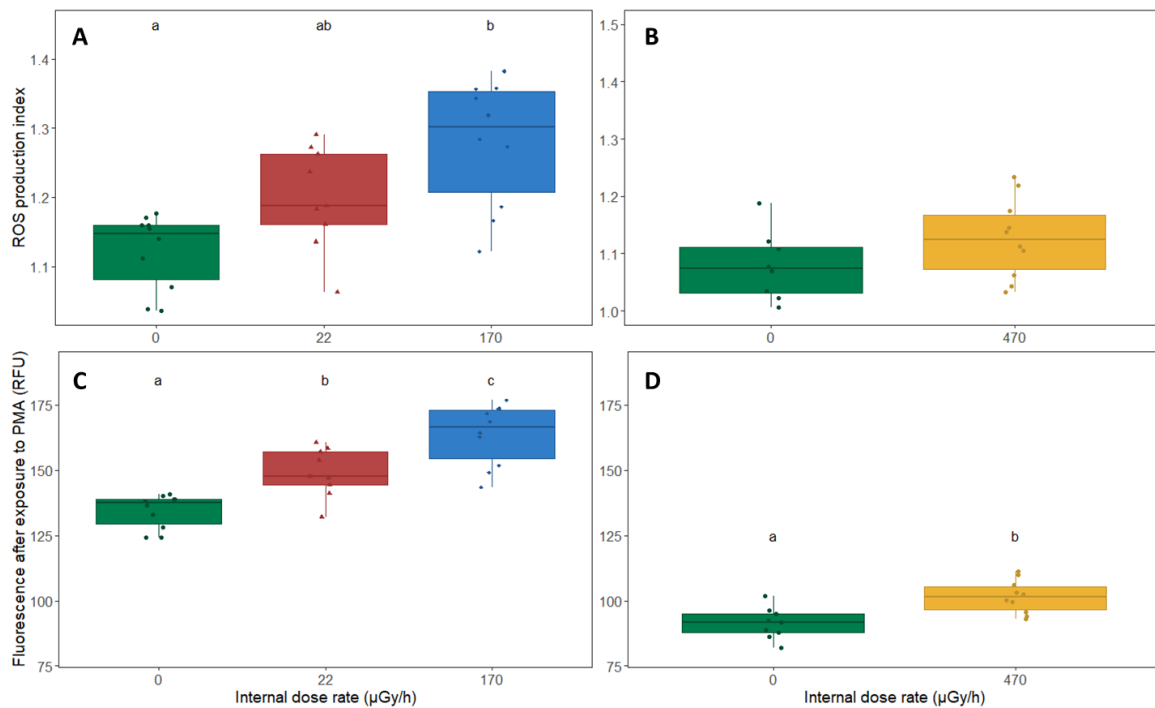 A
a
ab
b
B
ROS production index
1.4
1.3
1.2
1.1
1.5
1.4
1.3
1.2
1.1
1.0
0
22
170
0
470
C
a
b
c
D
Fluorescence after exposure to PMA (RFU)
175
150
125
100
75
175
150
125
100
75
a
b
0
22
170
0
470
Internal dose rate (µGy/h)
Internal dose rate (µGy/h)